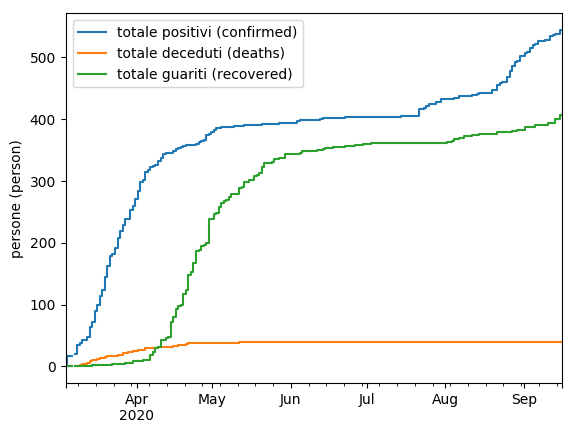 totale positivi (confirmed)
totale deceduti (deaths)
totale guariti (recovered)
persone (person)
500
400
300
200
100
0
Apr
2020
May
Jun
Jul
Aug
Sep